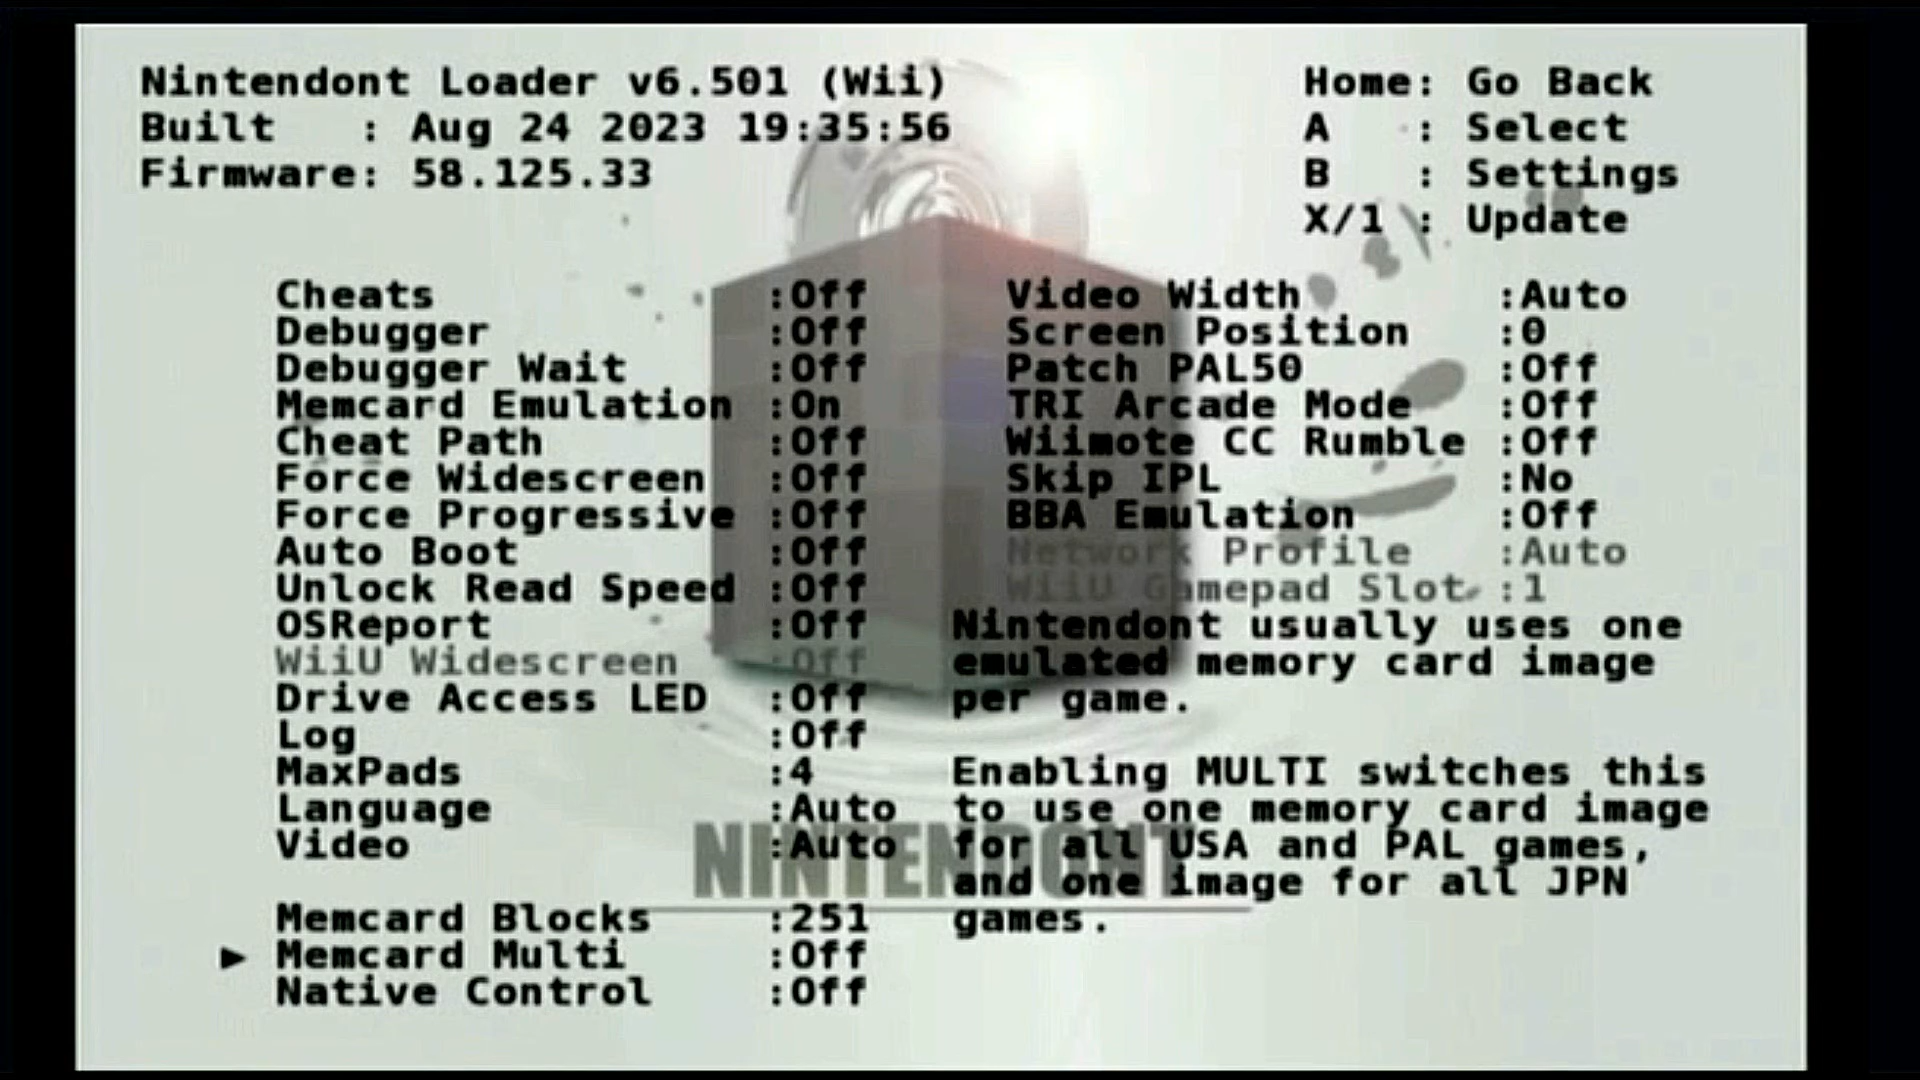 Nintendont Loader v6.501 (Wii)
Built   : Aug 24 2023 19:35:56
Firmware: 58.125.33
Home: Go Back
A   : Select
B   : Settings
X/1 : Update
Cheats :Off
Debugger :Off
Debugger Wait :Off
Memcard Emulation :On
Cheat Path :Off
Force Widescreen :Off
Force Progressive :Off
Auto Boot :Off
Unlock Read Speed :Off
OSReport :Off
WiiU Widescreen :Off
Drive Access LED :Off
Log :Off
MaxPads :4
Language :Auto
Video :Auto
Memcard Blocks :251
► Memcard Multi :Off
Native Control :Off
Video Width :Auto
Screen Position :0
Patch PAL50 :Off
TRI Arcade Mode :Off
Wiimote CC Rumble :Off
Skip IPL :No
BBA Emulation :Off
Network Profile :Auto
WiiU Gamepad Slot :1
Nintendont usually uses one
emulated memory card image
per game.
Enabling MULTI switches this
to use one memory card image
for all USA and PAL games,
and one image for all JPN
games.
NINTENDONT